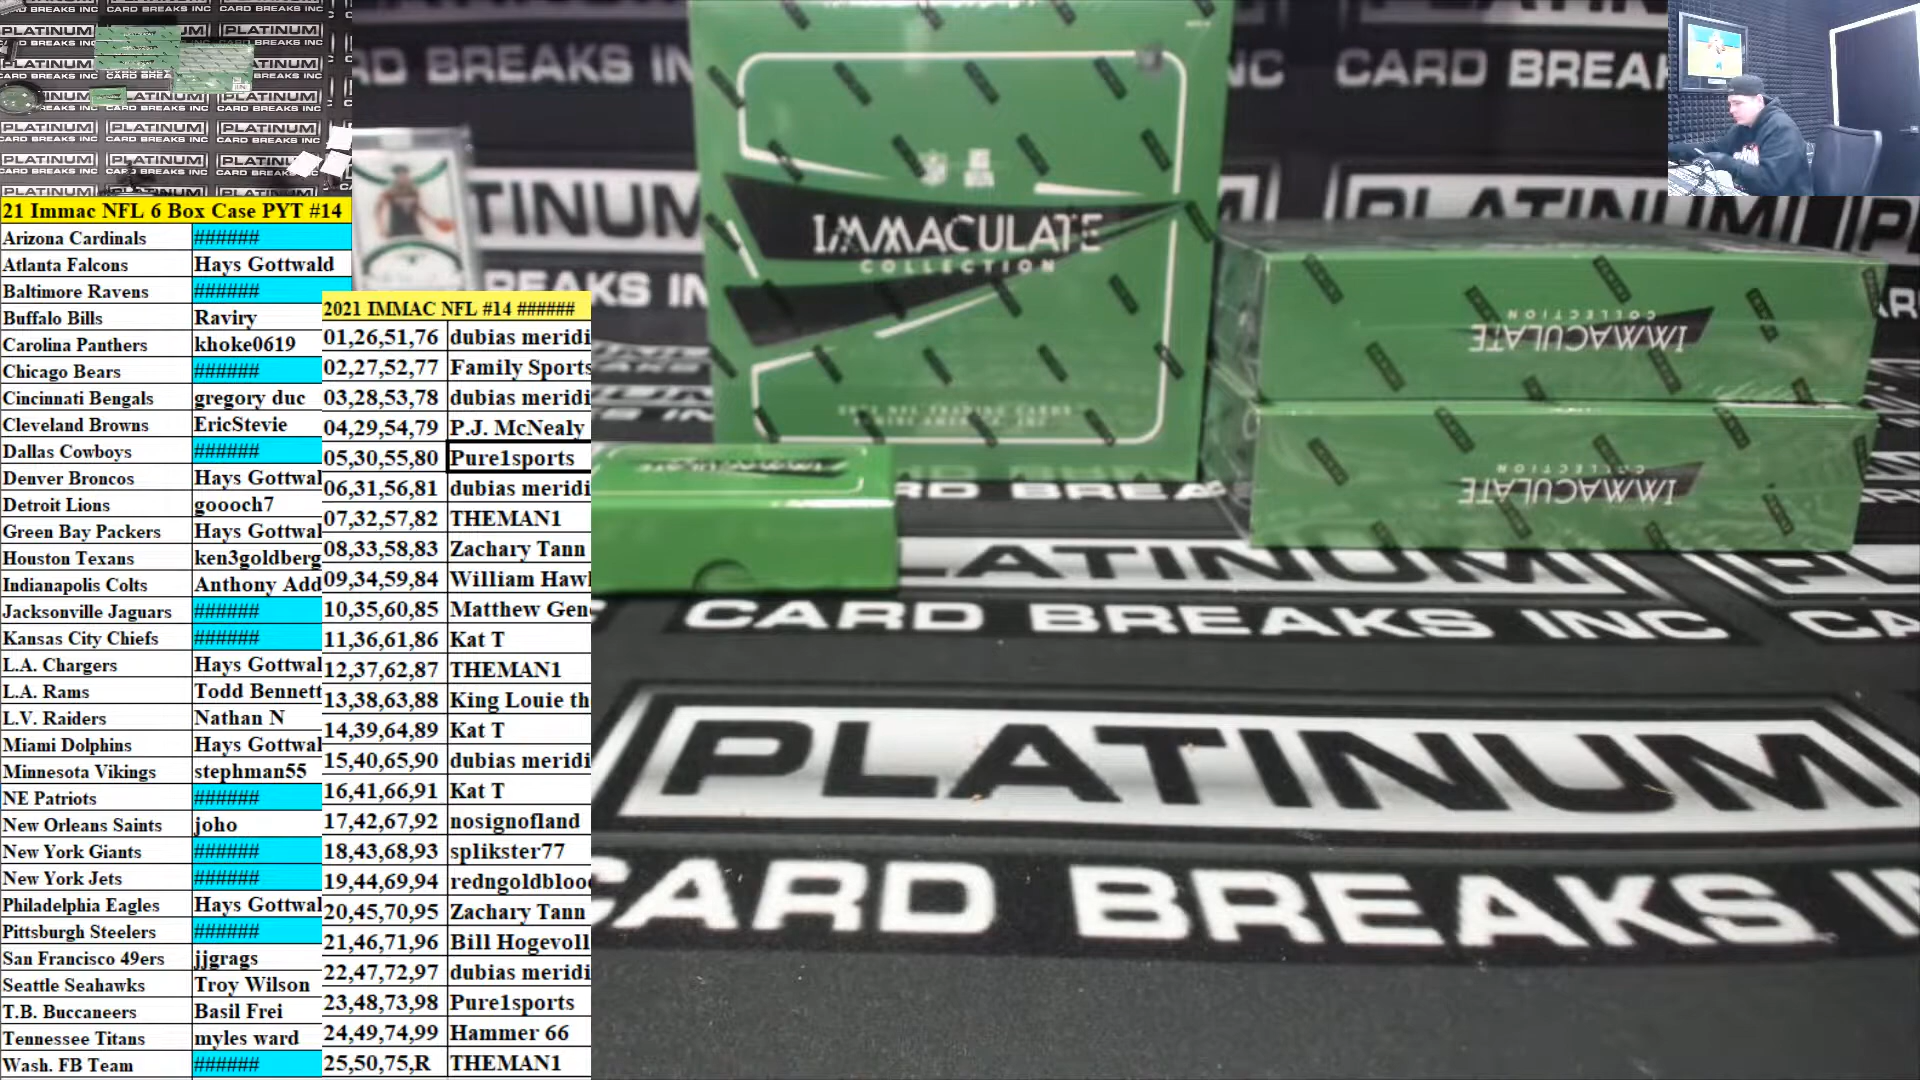 21 Immac NFL 6 Box Case PYT #14
Arizona Cardinals ######
Atlanta Falcons Hays Gottwald
Baltimore Ravens ######
Buffalo Bills Raviry
Carolina Panthers khoke0619
Chicago Bears ######
Cincinnati Bengals gregory duc
Cleveland Browns EricStevie
Dallas Cowboys ######
Denver Broncos Hays Gottwal
Detroit Lions goooch7
Green Bay Packers Hays Gottwal
Houston Texans ken3goldberg
Indianapolis Colts Anthony Add
Jacksonville Jaguars ######
Kansas City Chiefs ######
L.A. Chargers Hays Gottwal
L.A. Rams Todd Bennett
L.V. Raiders Nathan N
Miami Dolphins Hays Gottwal
Minnesota Vikings stephman55
NE Patriots ######
New Orleans Saints joho
New York Giants ######
New York Jets ######
Philadelphia Eagles Hays Gottwal
Pittsburgh Steelers ######
San Francisco 49ers jjgrags
Seattle Seahawks Troy Wilson
T.B. Buccaneers Basil Frei
Tennessee Titans myles ward
Wash. FB Team ######
2021 IMMAC NFL #14 ######
01,26,51,76 dubias meridi
02,27,52,77 Family Sports
03,28,53,78 dubias meridi
04,29,54,79 P.J. McNealy
05,30,55,80 Pure1sports
06,31,56,81 dubias meridi
07,32,57,82 THEMAN1
08,33,58,83 Zachary Tann
09,34,59,84 William Haw
10,35,60,85 Matthew Gen
11,36,61,86 Kat T
12,37,62,87 THEMAN1
13,38,63,88 King Louie th
14,39,64,89 Kat T
15,40,65,90 dubias meridi
16,41,66,91 Kat T
17,42,67,92 nosignofland
18,43,68,93 splikster77
19,44,69,94 redngoldbloo
20,45,70,95 Zachary Tann
21,46,71,96 Bill Hogevoll
22,47,72,97 dubias meridi
23,48,73,98 Pure1sports
24,49,74,99 Hammer 66
25,50,75,R THEMAN1
IMMACULATE
COLLECTION
IMMACULATE
COLLECTION
IMMACULATE
COLLECTION
CARD BREAKS INC
PLATINUM
CARD BREAKS